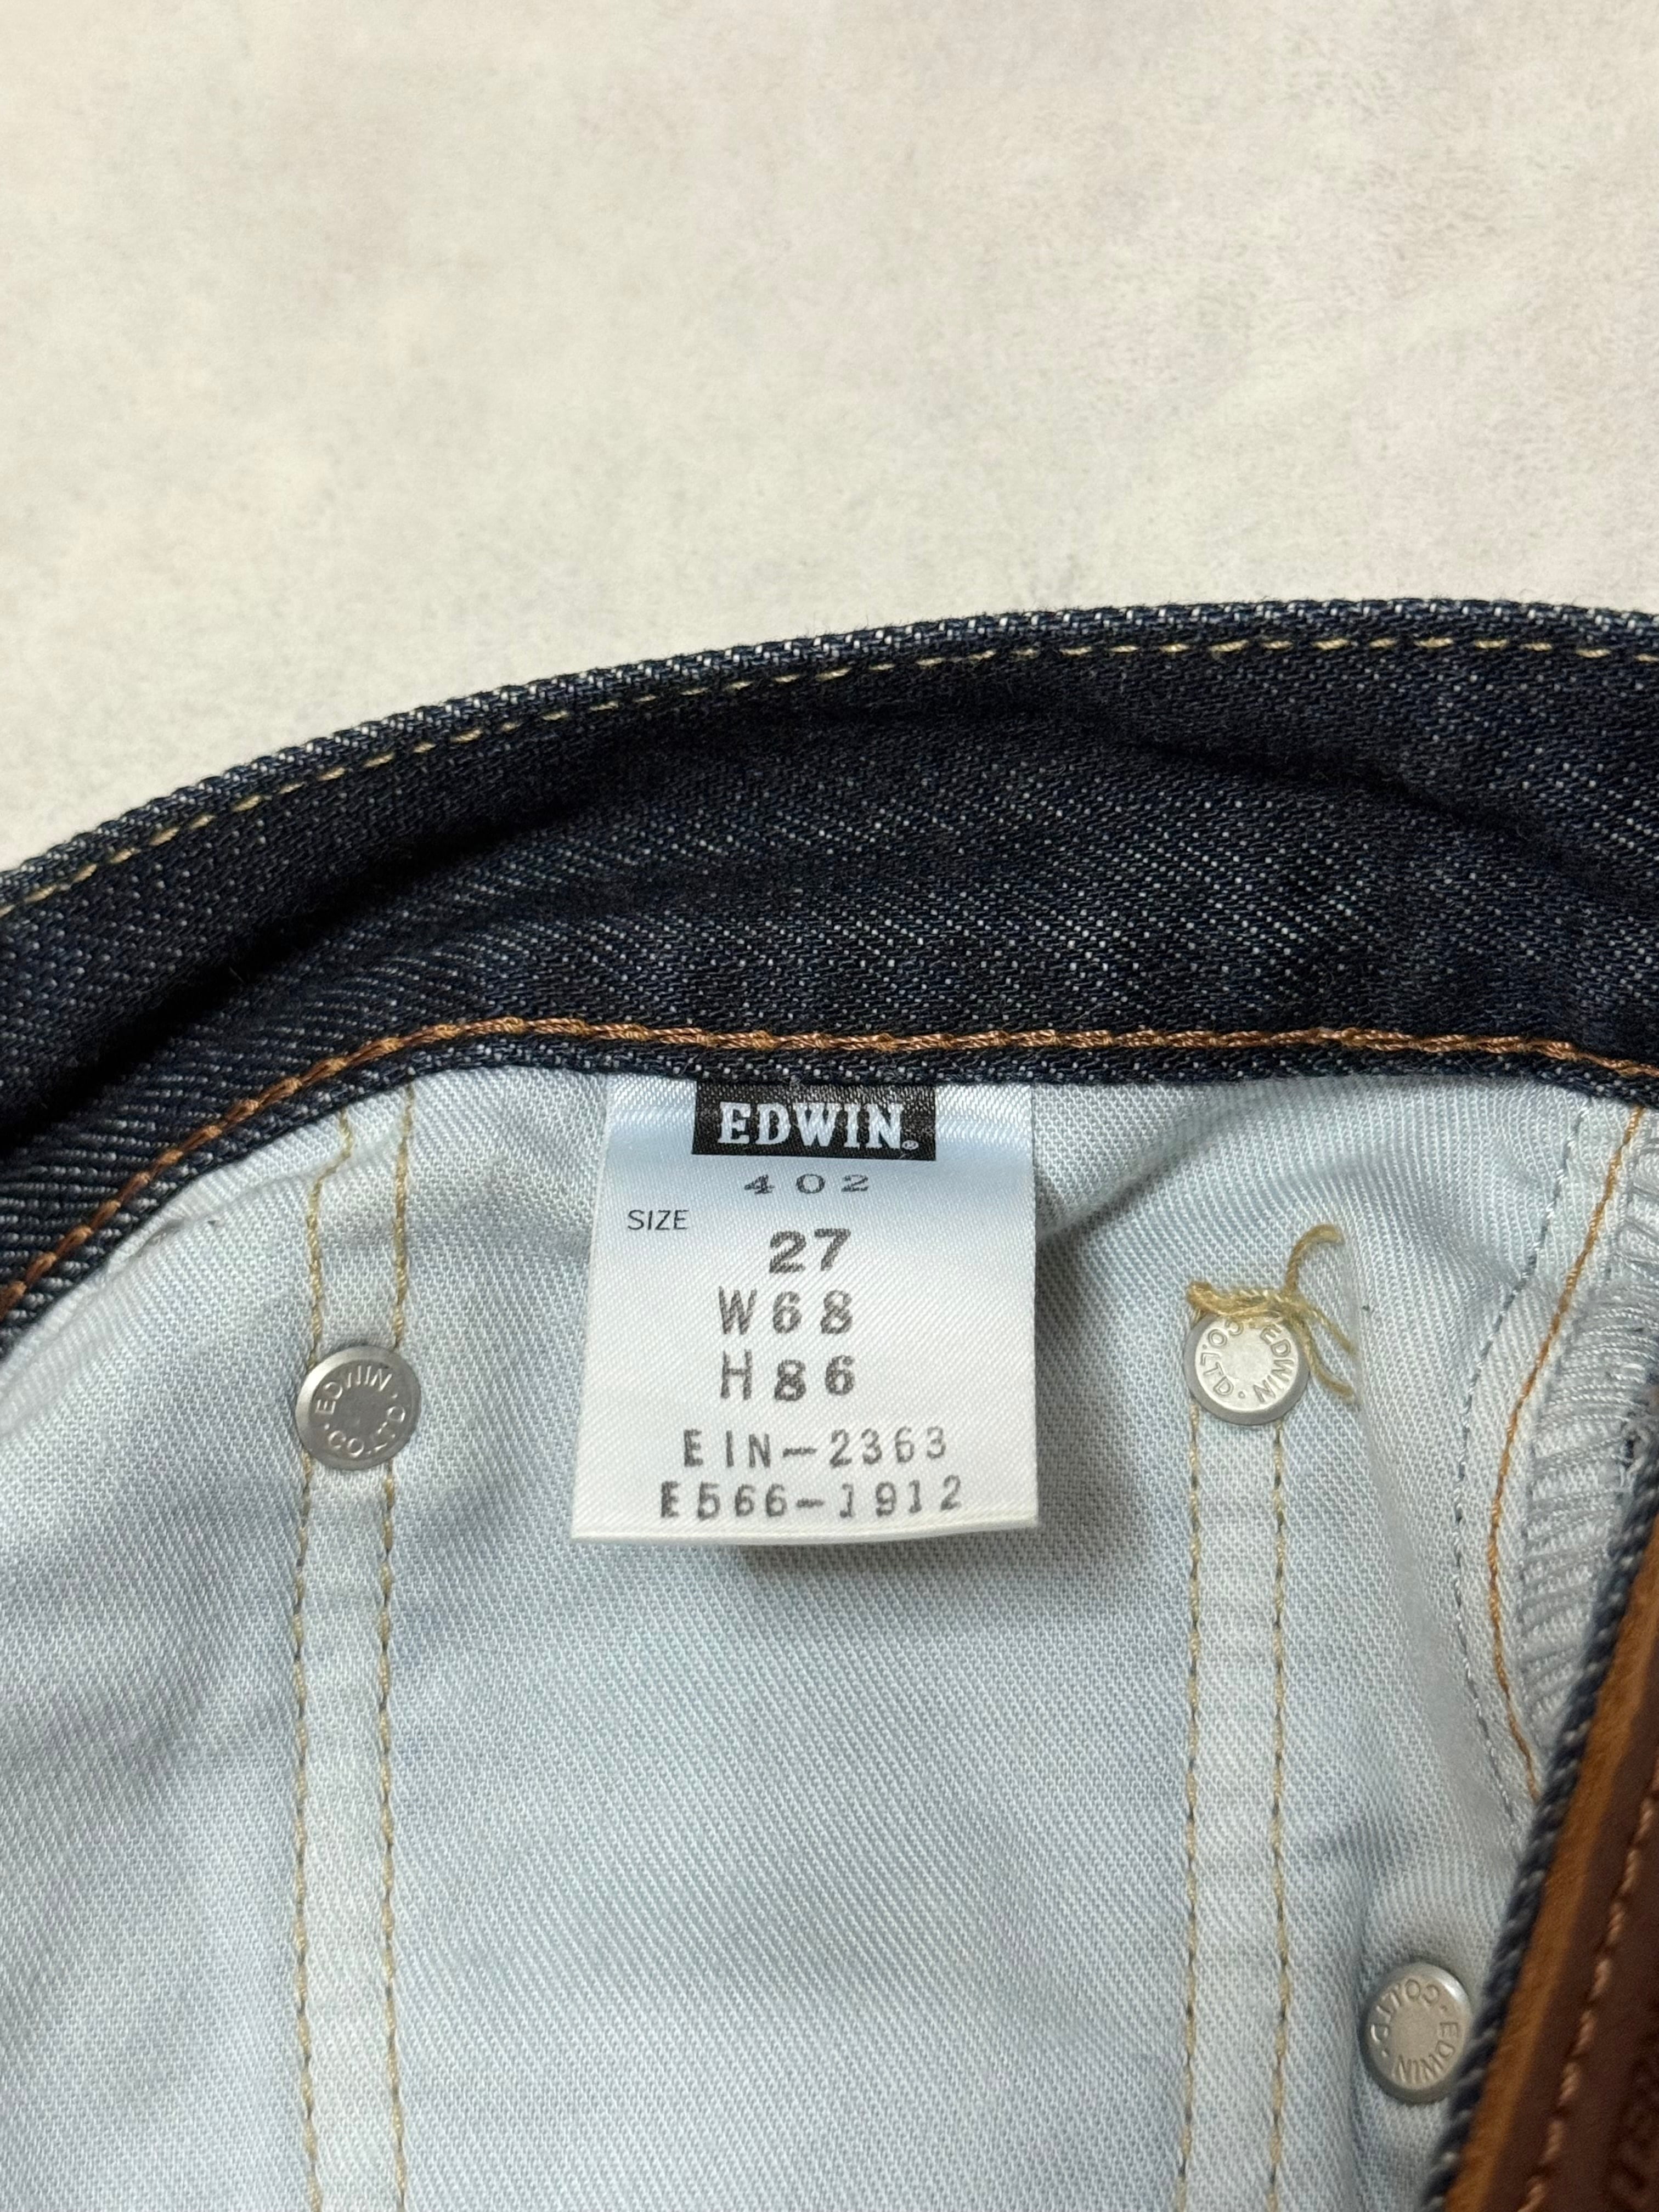 EDWIN®
402
SIZE
27
W68
H86
EIN-2363
E566-1912
EDWIN · CO.LTD ·
EDWIN · CO.LTD ·
EDWIN · CO.LTD ·